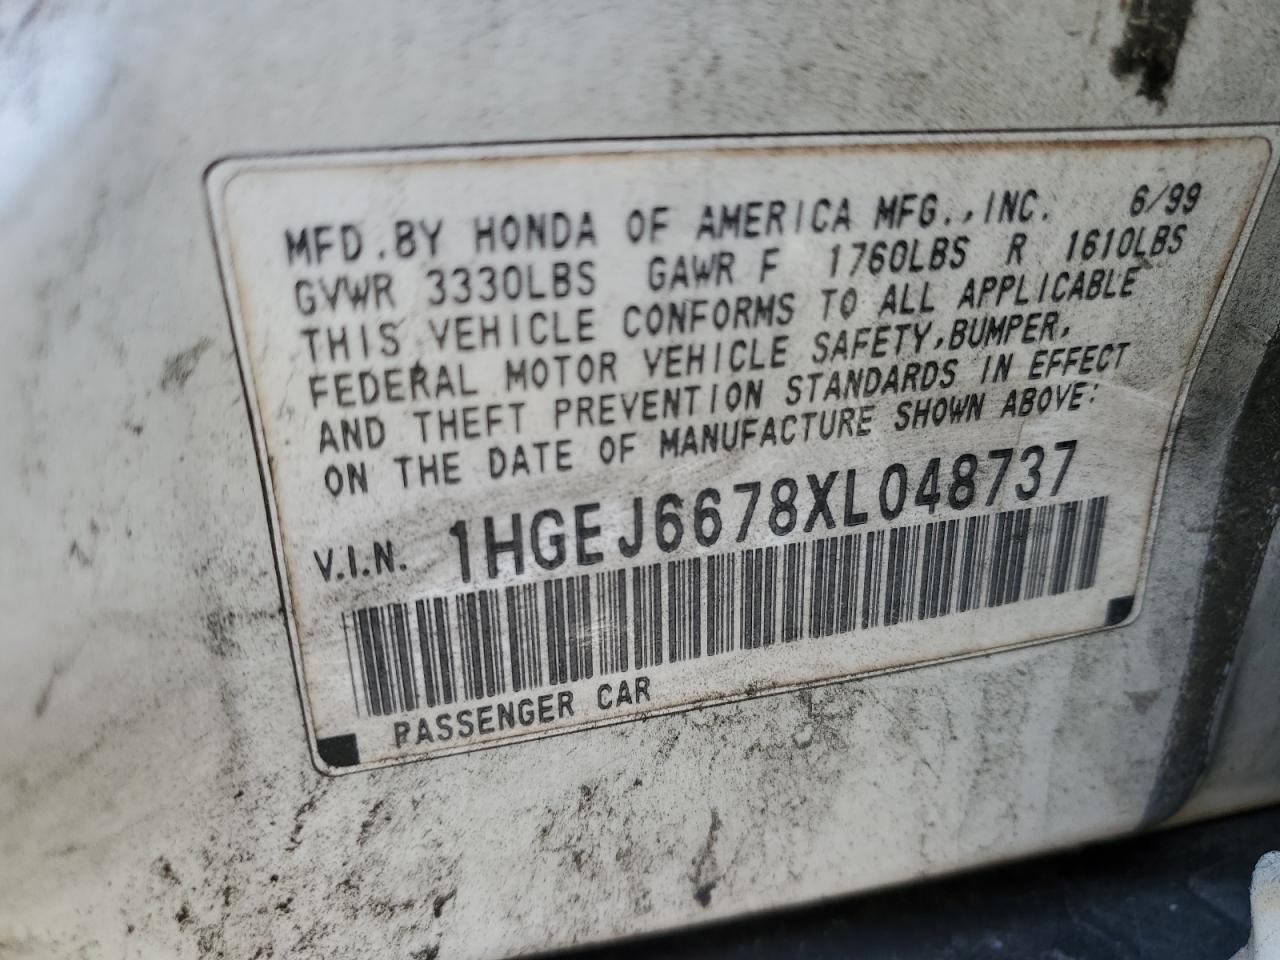 MFD.BY HONDA OF AMERICA MFG.,INC. 6/99
GVWR 3330LBS GAWR F 1760LBS R 1610LBS
THIS VEHICLE CONFORMS TO ALL APPLICABLE
FEDERAL MOTOR VEHICLE SAFETY,BUMPER,
AND THEFT PREVENTION STANDARDS IN EFFECT
ON THE DATE OF MANUFACTURE SHOWN ABOVE:
V.I.N. 1HGEJ6678XL048737
PASSENGER CAR